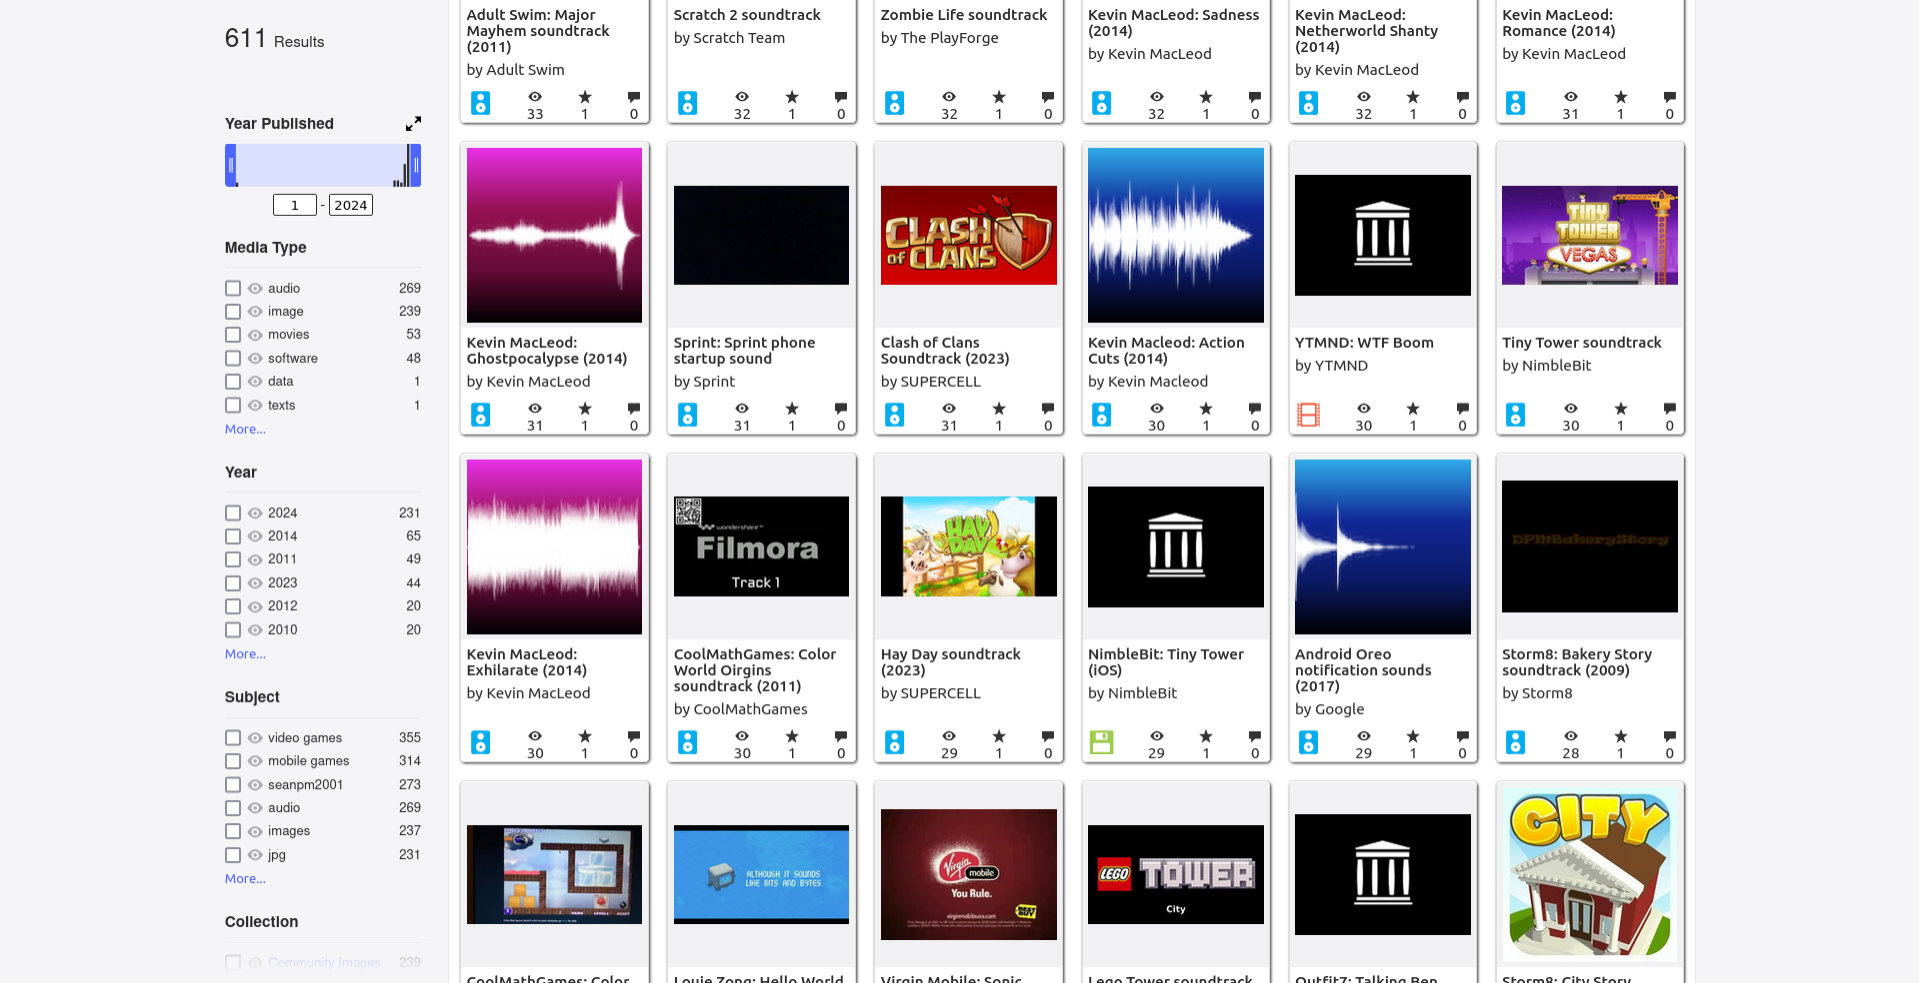 611 Results
Year Published
1 - 2024
Media Type
audio 269
image 239
movies 53
software 48
data 1
texts 1
More...
Year
2024 231
2014 65
2011 49
2023 44
2012 20
2010 20
More...
Subject
video games 355
mobile games 314
seanpm2001 273
audio 269
images 237
jpg 231
More...
Collection
Community Images 239
Adult Swim: Major
Mayhem soundtrack
(2011)
by Adult Swim
33 1 0
Scratch 2 soundtrack
by Scratch Team
32 1 0
Zombie Life soundtrack
by The PlayForge
32 1 0
Kevin MacLeod: Sadness
(2014)
by Kevin MacLeod
32 1 0
Kevin MacLeod:
Netherworld Shanty
(2014)
by Kevin MacLeod
32 1 0
Kevin MacLeod:
Romance (2014)
by Kevin MacLeod
31 1 0
Kevin MacLeod:
Ghostpocalypse (2014)
by Kevin MacLeod
31 1 0
Sprint: Sprint phone
startup sound
by Sprint
31 1 0
CLASH
OF CLANS
Clash of Clans
Soundtrack (2023)
by SUPERCELL
31 1 0
Kevin Macleod: Action
Cuts (2014)
by Kevin Macleod
30 1 0
YTMND: WTF Boom
by YTMND
30 1 0
TINY
TOWER
VEGAS
Tiny Tower soundtrack
by NimbleBit
30 1 0
Kevin MacLeod:
Exhilarate (2014)
by Kevin MacLeod
30 1 0
wondershare™
Filmora
Track 1
CoolMathGames: Color
World Oirgins
soundtrack (2011)
by CoolMathGames
30 1 0
HAY
DAY
Hay Day soundtrack
(2023)
by SUPERCELL
29 1 0
NimbleBit: Tiny Tower
(iOS)
by NimbleBit
29 1 0
Android Oreo
notification sounds
(2017)
by Google
29 1 0
DPMBakeryStory
Storm8: Bakery Story
soundtrack (2009)
by Storm8
28 1 0
CoolMathGames: Color
ALTHOUGH IT SOUNDS
LIKE BITS AND BYTES
Louie Zong: Hello World
Virgin
mobile
You Rule.
virginmobileusa.com
BEST
BUY
Virgin Mobile: Sonic
LEGO TOWER
City
Lego Tower soundtrack
Outfit7: Talking Ben
CITY
Storm8: City Story